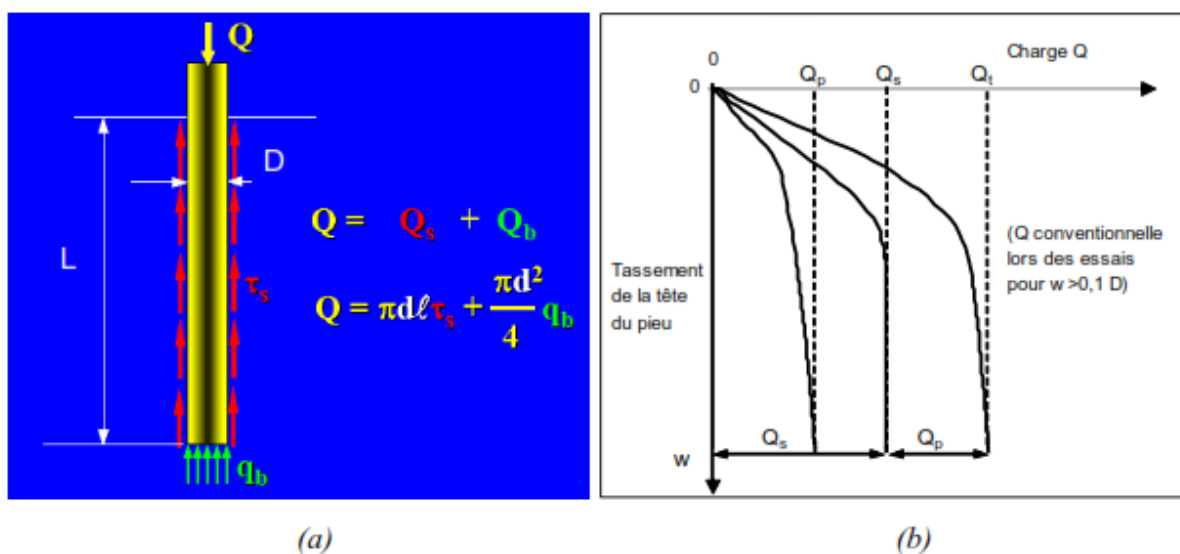 Q
D
L
τs
qb
Q = Qs + Qb
Q = πdℓτs + πd²/4 qb
(a)
0
Charge Q
0
Qp
Qs
Qt
Tassement
de la tête
du pieu
(Q conventionnelle
lors des essais
pour w >0,1 D)
Qs
Qp
w
(b)